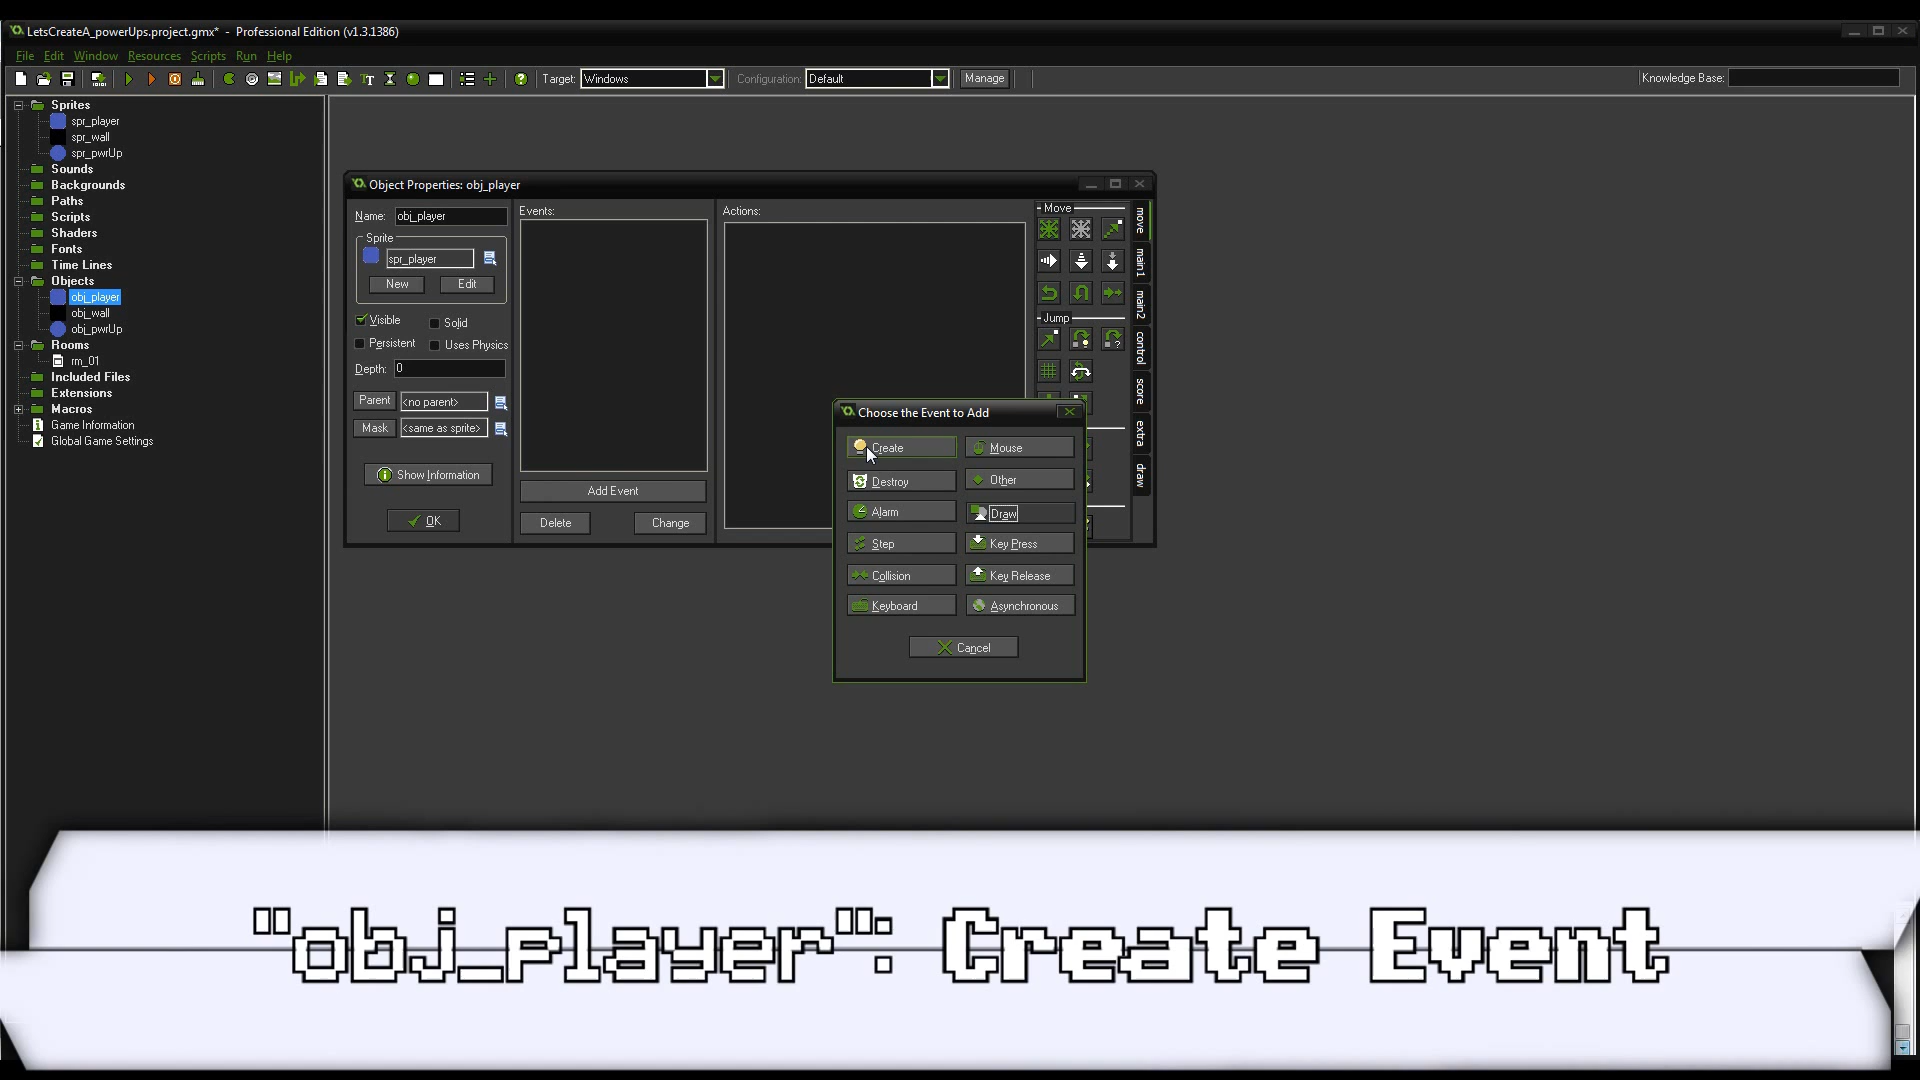 LetsCreateA_powerUps.project.gmx* - Professional Edition (v1.3.1386)
File Edit Window Resources Scripts Run Help
Target: Windows Configuration: Default Manage Knowledge Base:
Sprites
spr_player
spr_wall
spr_pwrUp
Sounds
Backgrounds
Paths
Scripts
Shaders
Fonts
Time Lines
Objects
obj_player
obj_wall
obj_pwrUp
Rooms
rm_01
Included Files
Extensions
Macros
Game Information
Global Game Settings
Object Properties: obj_player
Name: obj_player
Sprite
spr_player
New Edit
Visible Solid
Persistent Uses Physics
Depth: 0
Parent <no parent>
Mask <same as sprite>
Show Information
OK
Events:
Add Event
Delete Change
Actions:
Move
Jump
move
main1
main2
control
score
extra
draw
Choose the Event to Add
Create Mouse
Destroy Other
Alarm Draw
Step Key Press
Collision Key Release
Keyboard Asynchronous
Cancel
"obj_player": Create Event